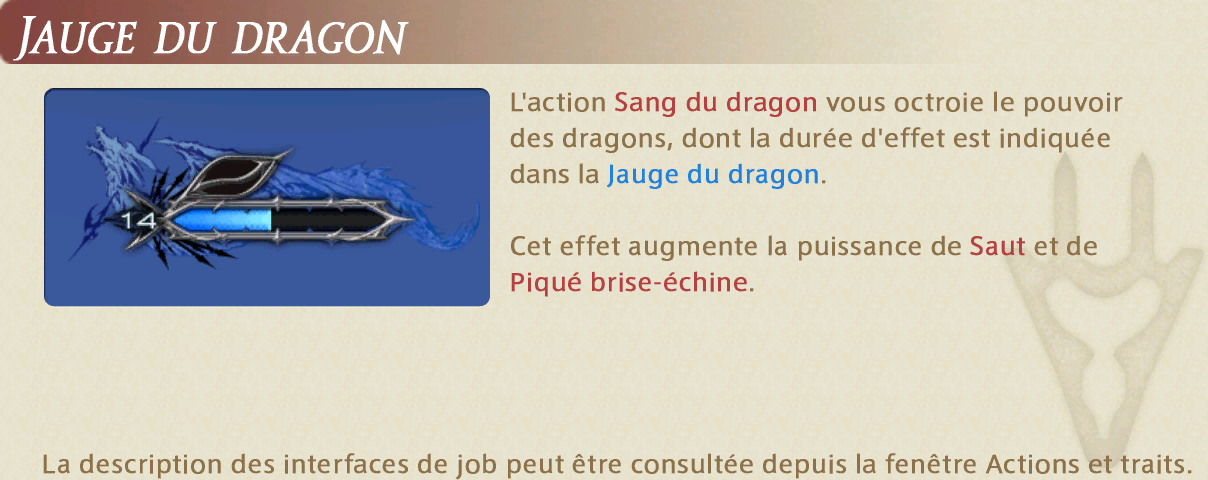 JAUGE DU DRAGON
L'action Sang du dragon vous octroie le pouvoir
des dragons, dont la durée d'effet est indiquée
dans la Jauge du dragon.
14
Cet effet augmente la puissance de Saut et de
Piqué brise-échine.
La description des interfaces de job peut être consultée depuis la fenêtre Actions et traits.